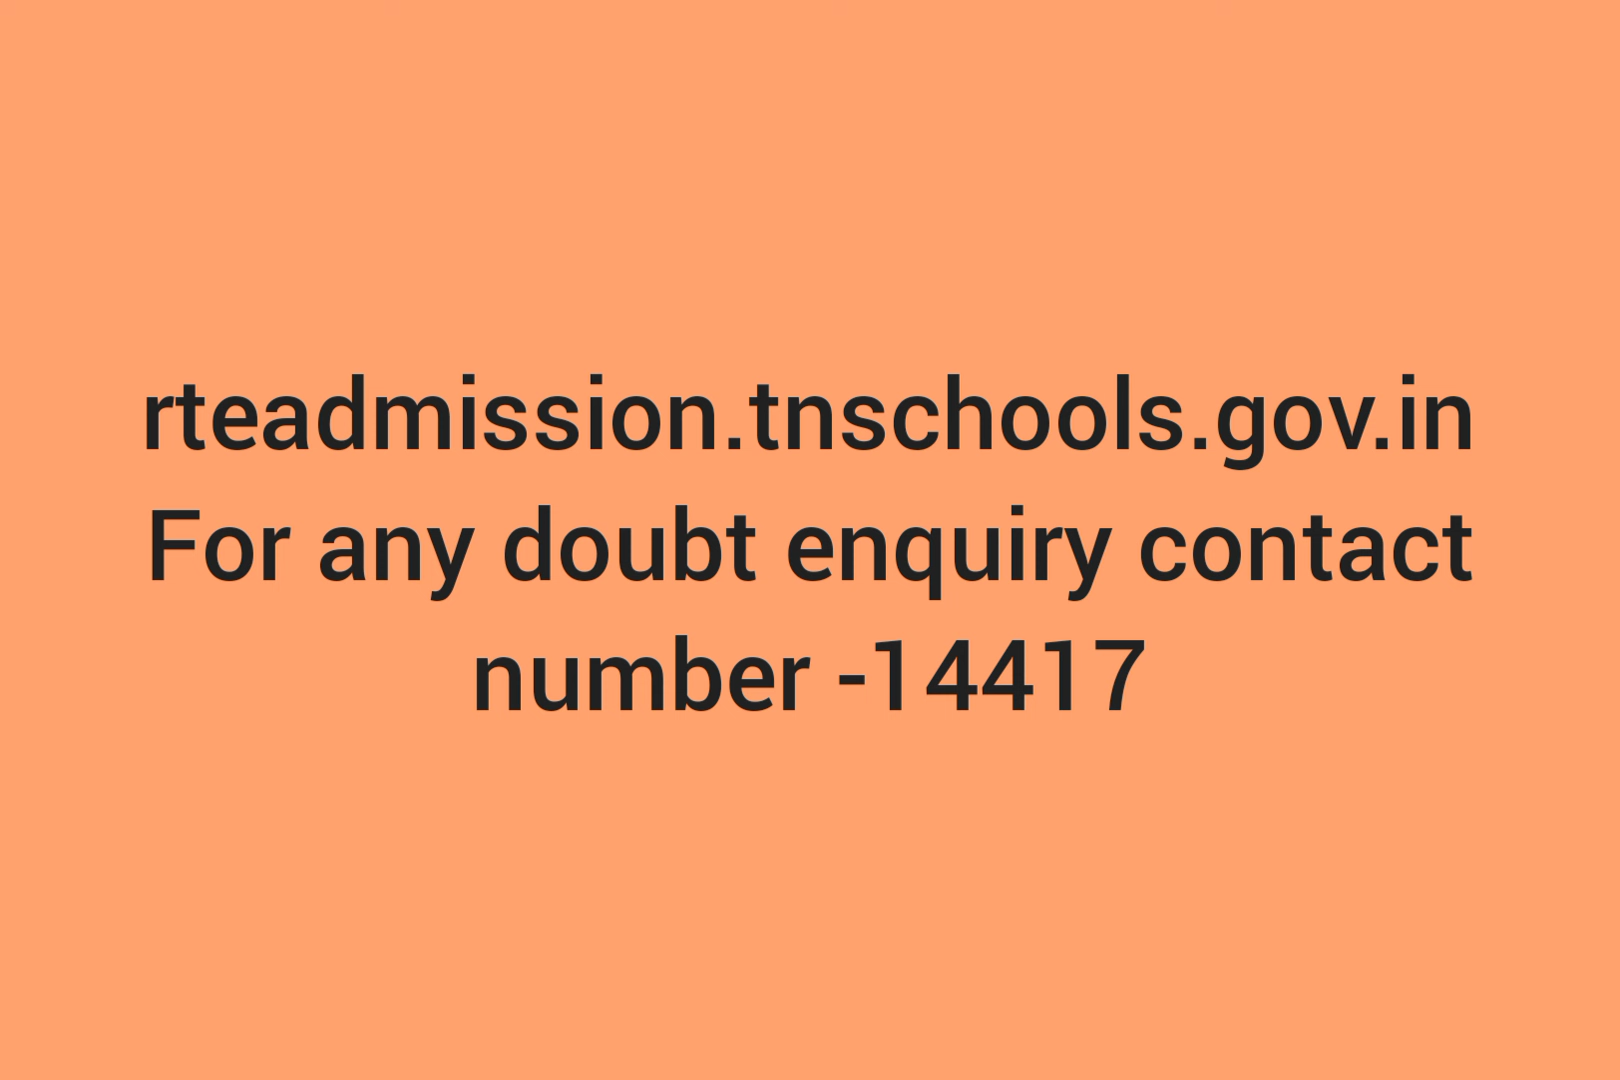 rteadmission.tnschools.gov.in
For any doubt enquiry contact
number -14417